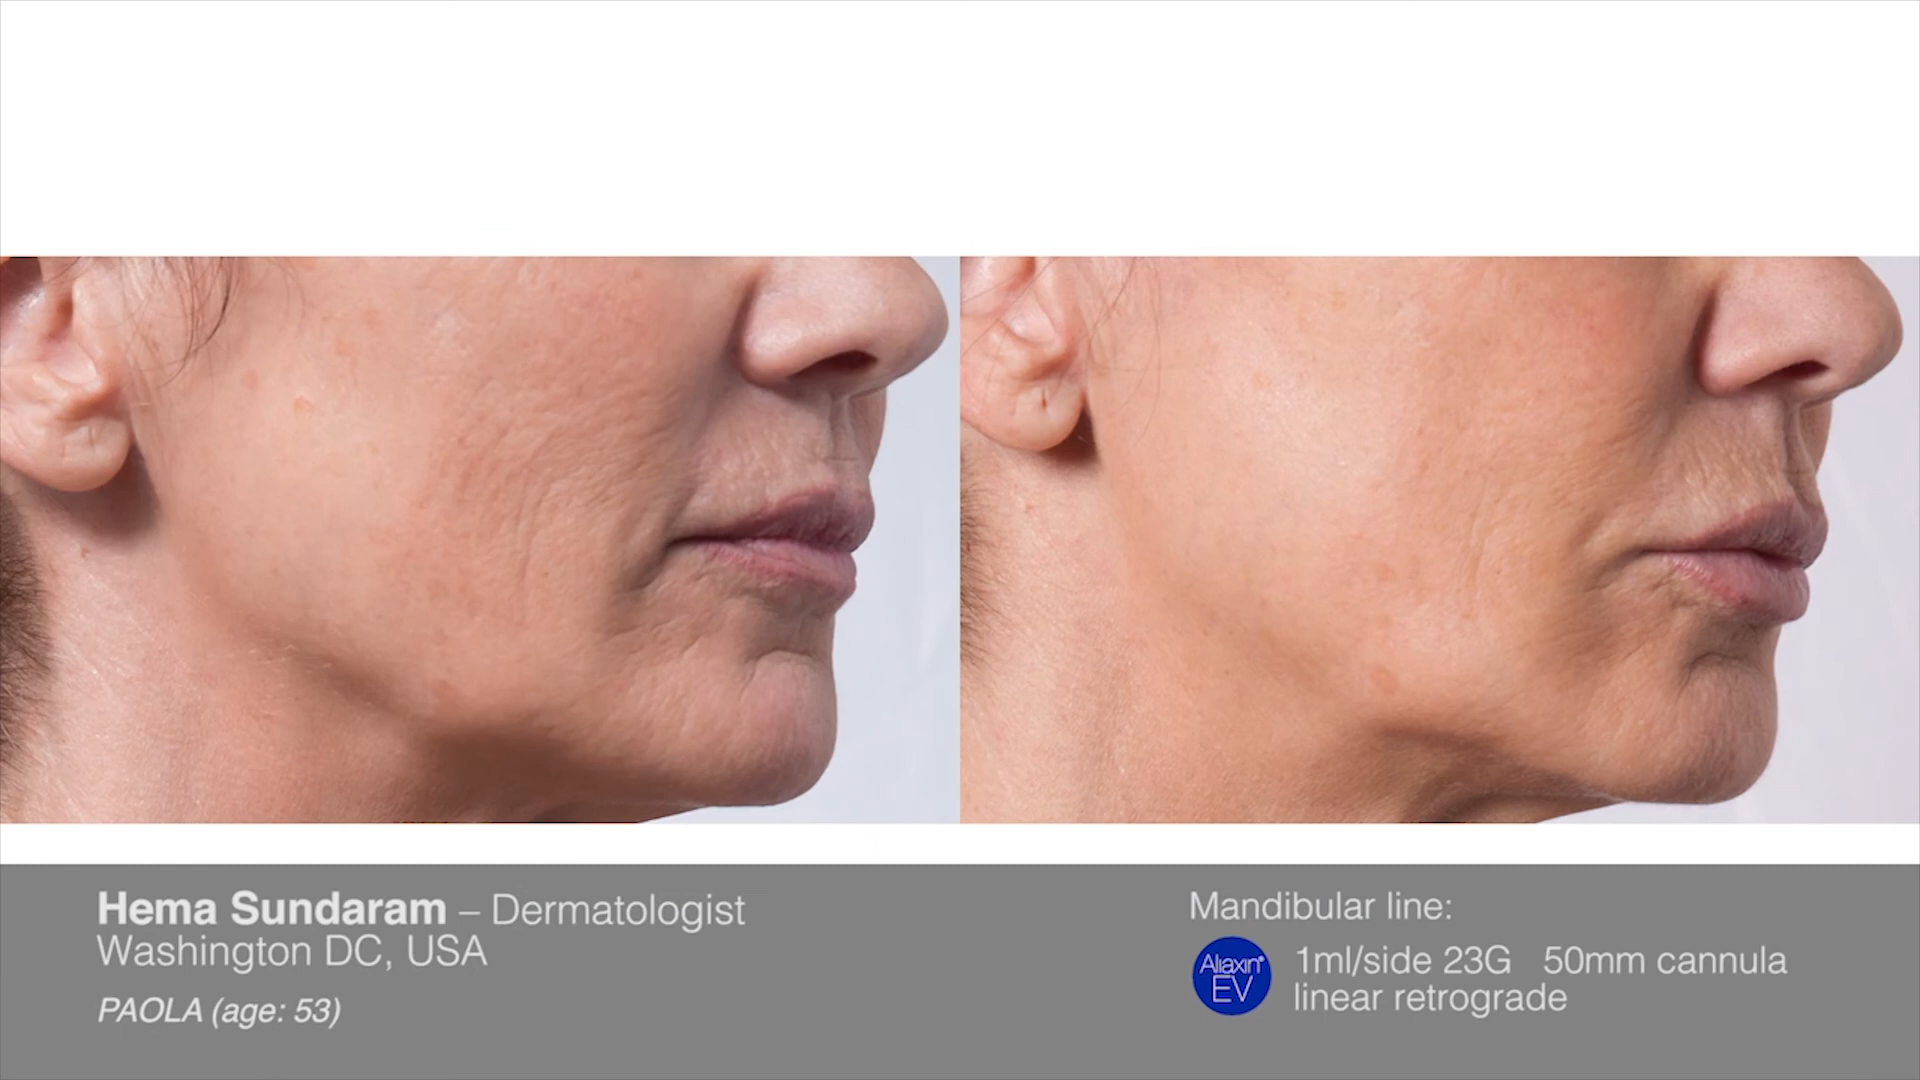 Hema Sundaram – Dermatologist
Washington DC, USA
PAOLA (age: 53)
Mandibular line:
Aliaxin®
EV
1ml/side 23G 50mm cannula
linear retrograde